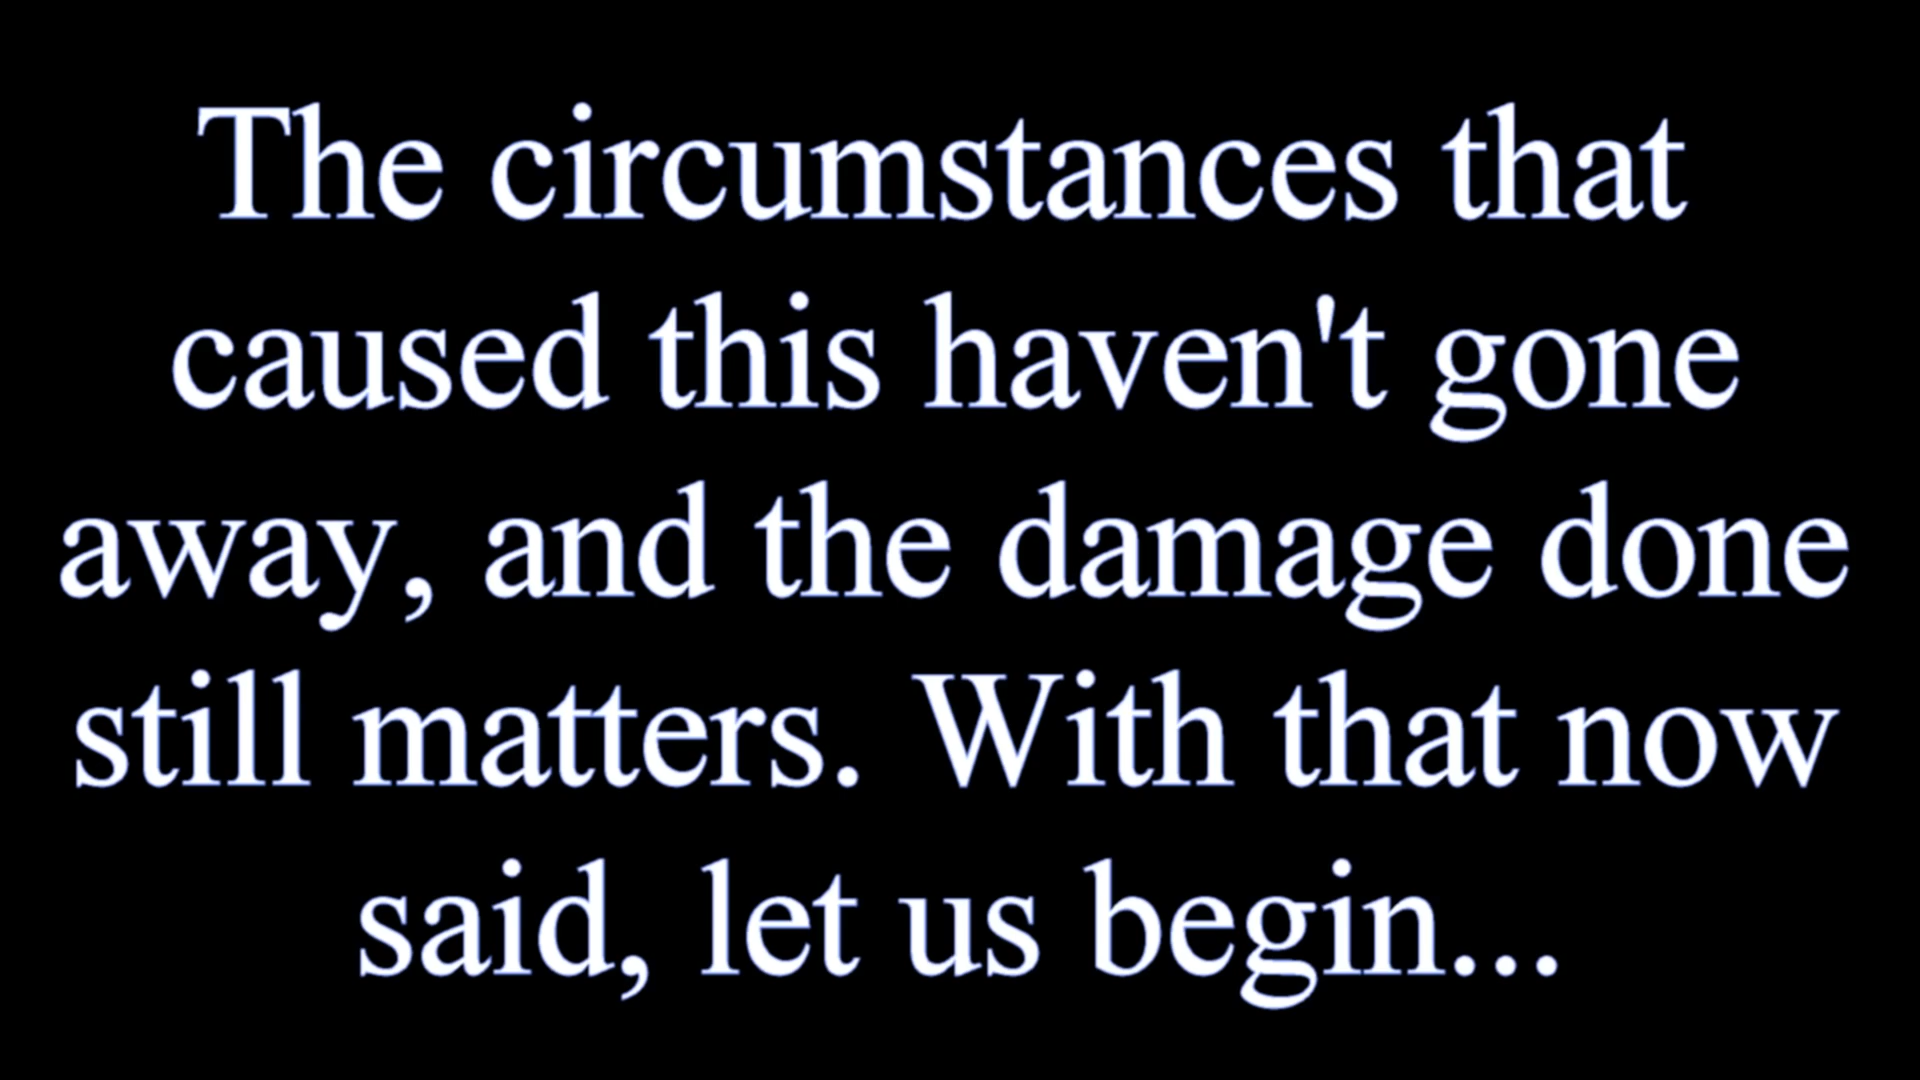 The circumstances that
caused this haven't gone
away, and the damage done
still matters. With that now
said, let us begin...